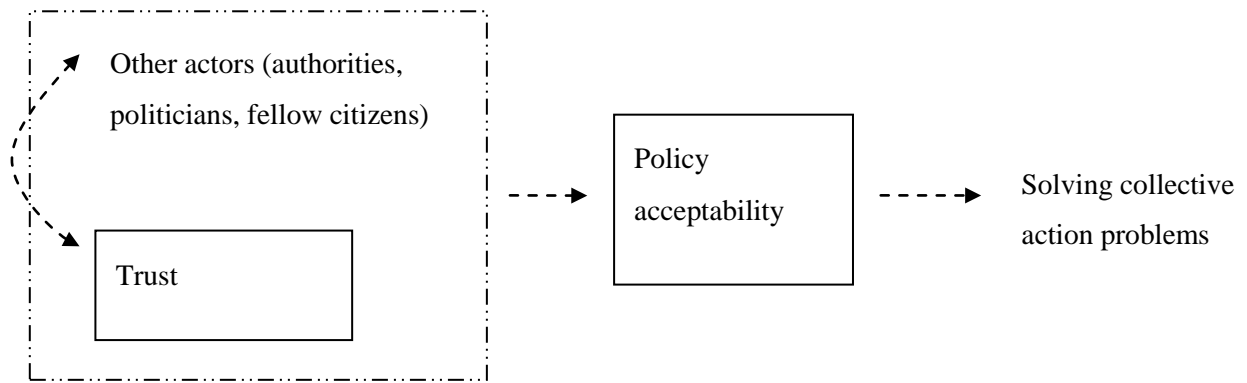 Other actors (authorities,
politicians, fellow citizens)
Trust
Policy
acceptability
Solving collective
action problems